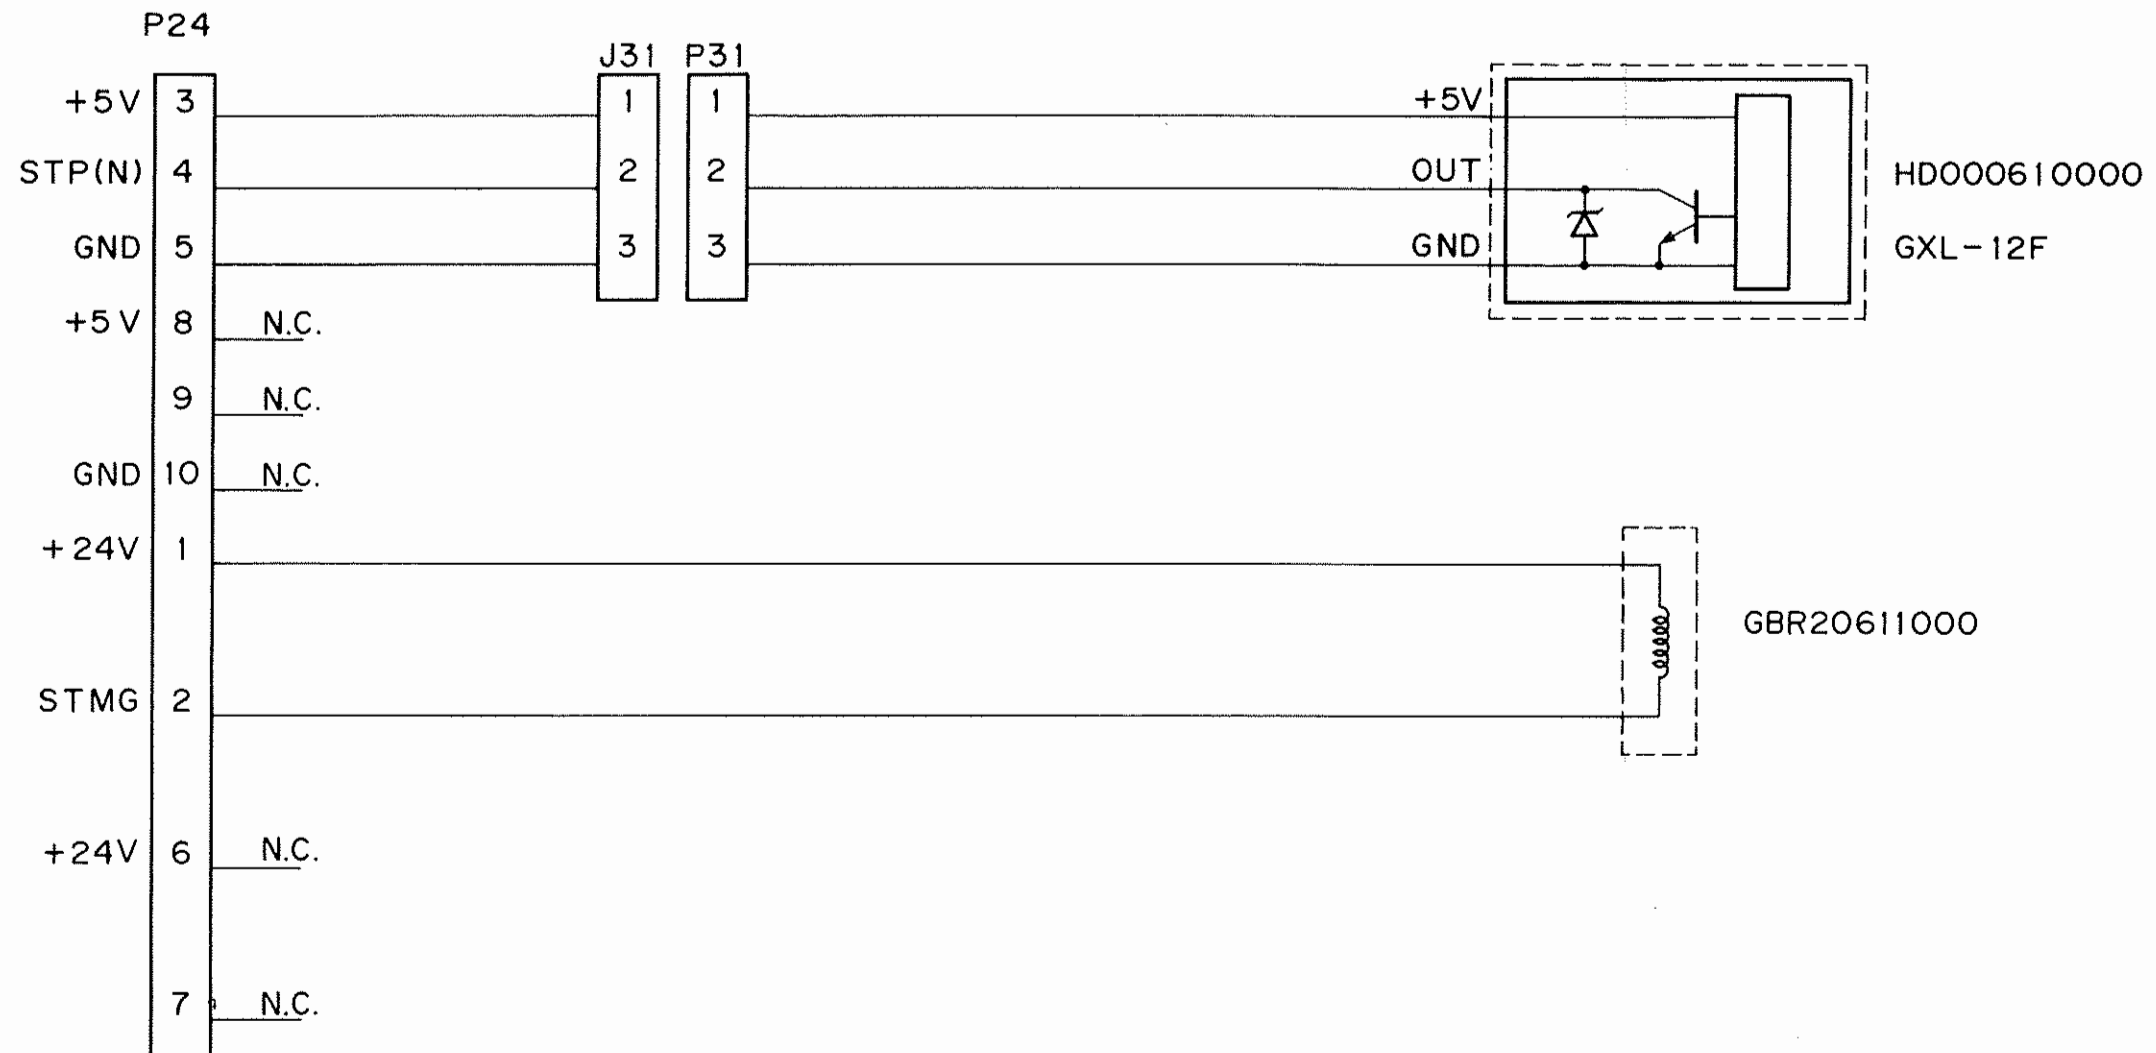 P24
J31 P31
+5V 3 1 1 +5V
STP(N) 4 2 2 OUT HD000610000
GND 5 3 3 GND GXL-12F
+5V 8 N.C.
9 N.C.
GND 10 N.C.
+24V 1
GBR20611000
STMG 2
+24V 6 N.C.
7 N.C.